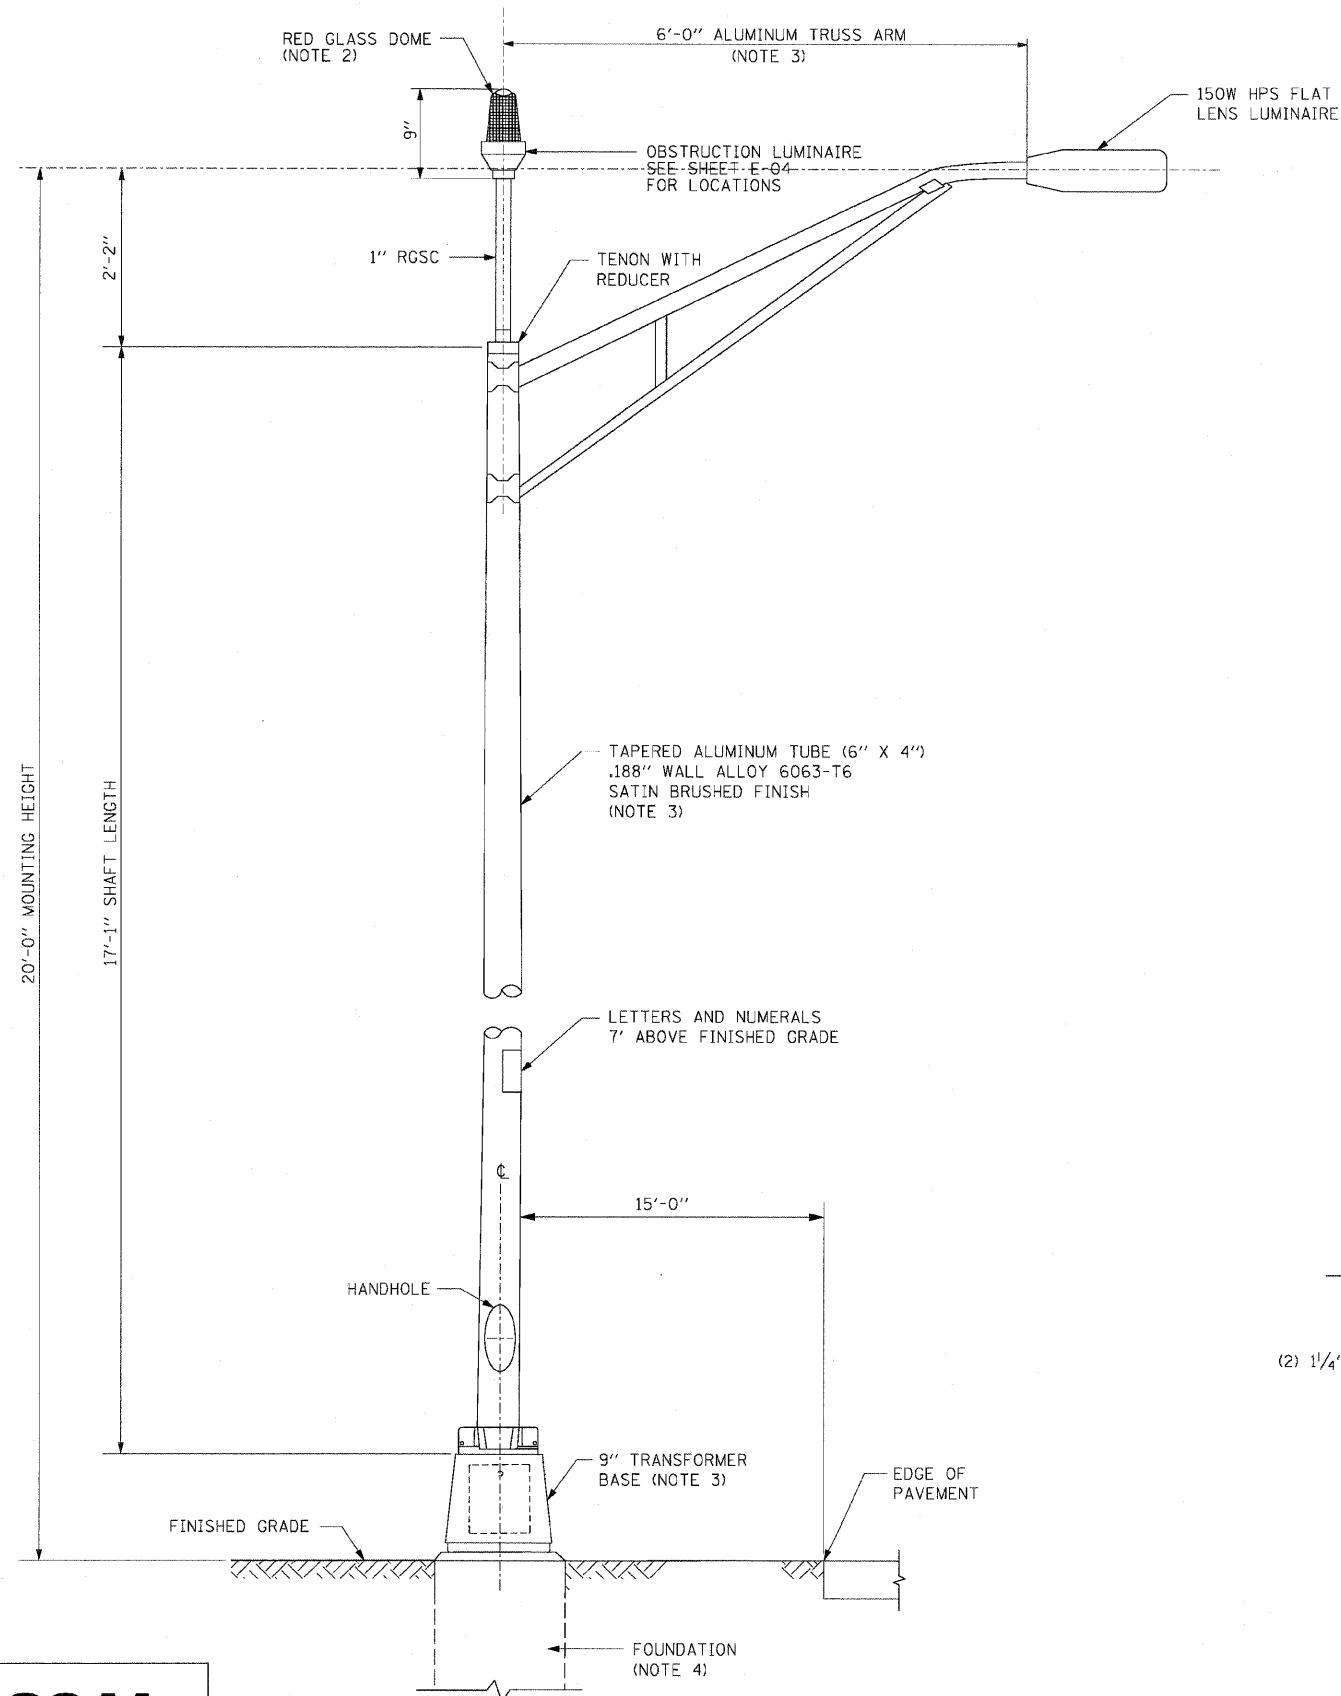 RED GLASS DOME
(NOTE 2)
6'-0" ALUMINUM TRUSS ARM
(NOTE 3)
150W HPS FLAT
LENS LUMINAIRE
9"
OBSTRUCTION LUMINAIRE
SEE SHEET E-04
FOR LOCATIONS
2'-2"
1" RGSC
TENON WITH
REDUCER
TAPERED ALUMINUM TUBE (6" X 4")
.188" WALL ALLOY 6063-T6
SATIN BRUSHED FINISH
(NOTE 3)
20'-0" MOUNTING HEIGHT
17'-1" SHAFT LENGTH
LETTERS AND NUMERALS
7' ABOVE FINISHED GRADE
℄
15'-0"
HANDHOLE
(2) 1 1/4"
9" TRANSFORMER
BASE (NOTE 3)
EDGE OF
PAVEMENT
FINISHED GRADE
FOUNDATION
(NOTE 4)